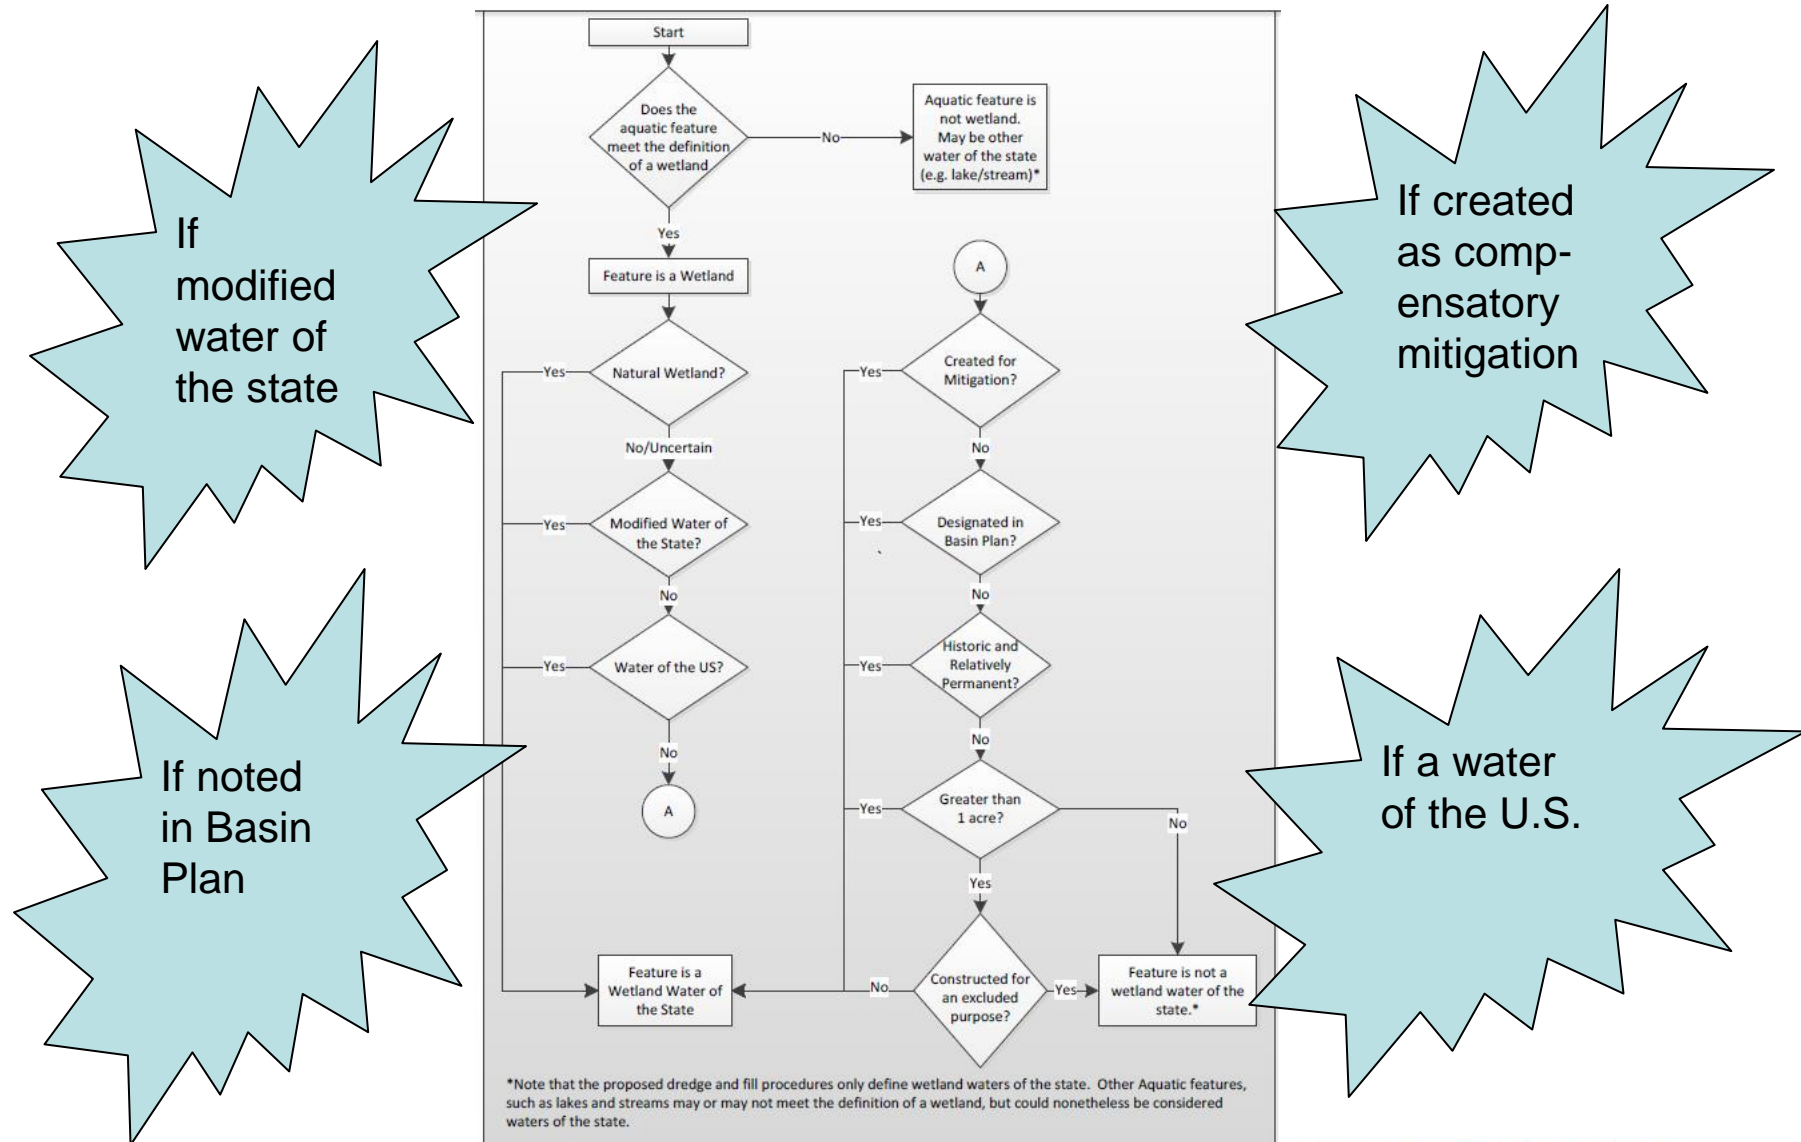 If
modified
water of
the state
If noted
in Basin
Plan
Start
Does the
aquatic feature
meet the definition
of a wetland
No
Aquatic feature is
not wetland.
May be other
water of the state
(e.g. lake/stream)*
Yes
Feature is a Wetland
Natural Wetland?
Yes
No/Uncertain
Modified Water of
the State?
Yes
No
Water of the US?
Yes
No
A
A
Created for
Mitigation?
Yes
No
Designated in
Basin Plan?
Yes
No
Historic and
Relatively
Permanent?
Yes
No
Greater than
1 acre?
Yes
No
Yes
Constructed for
an excluded
purpose?
No
Yes
Feature is a
Wetland Water of
the State
Feature is not a
wetland water of the
state.*
*Note that the proposed dredge and fill procedures only define wetland waters of the state.  Other Aquatic features,
such as lakes and streams may or may not meet the definition of a wetland, but could nonetheless be considered
waters of the state.
If created
as comp-
ensatory
mitigation
If a water
of the U.S.